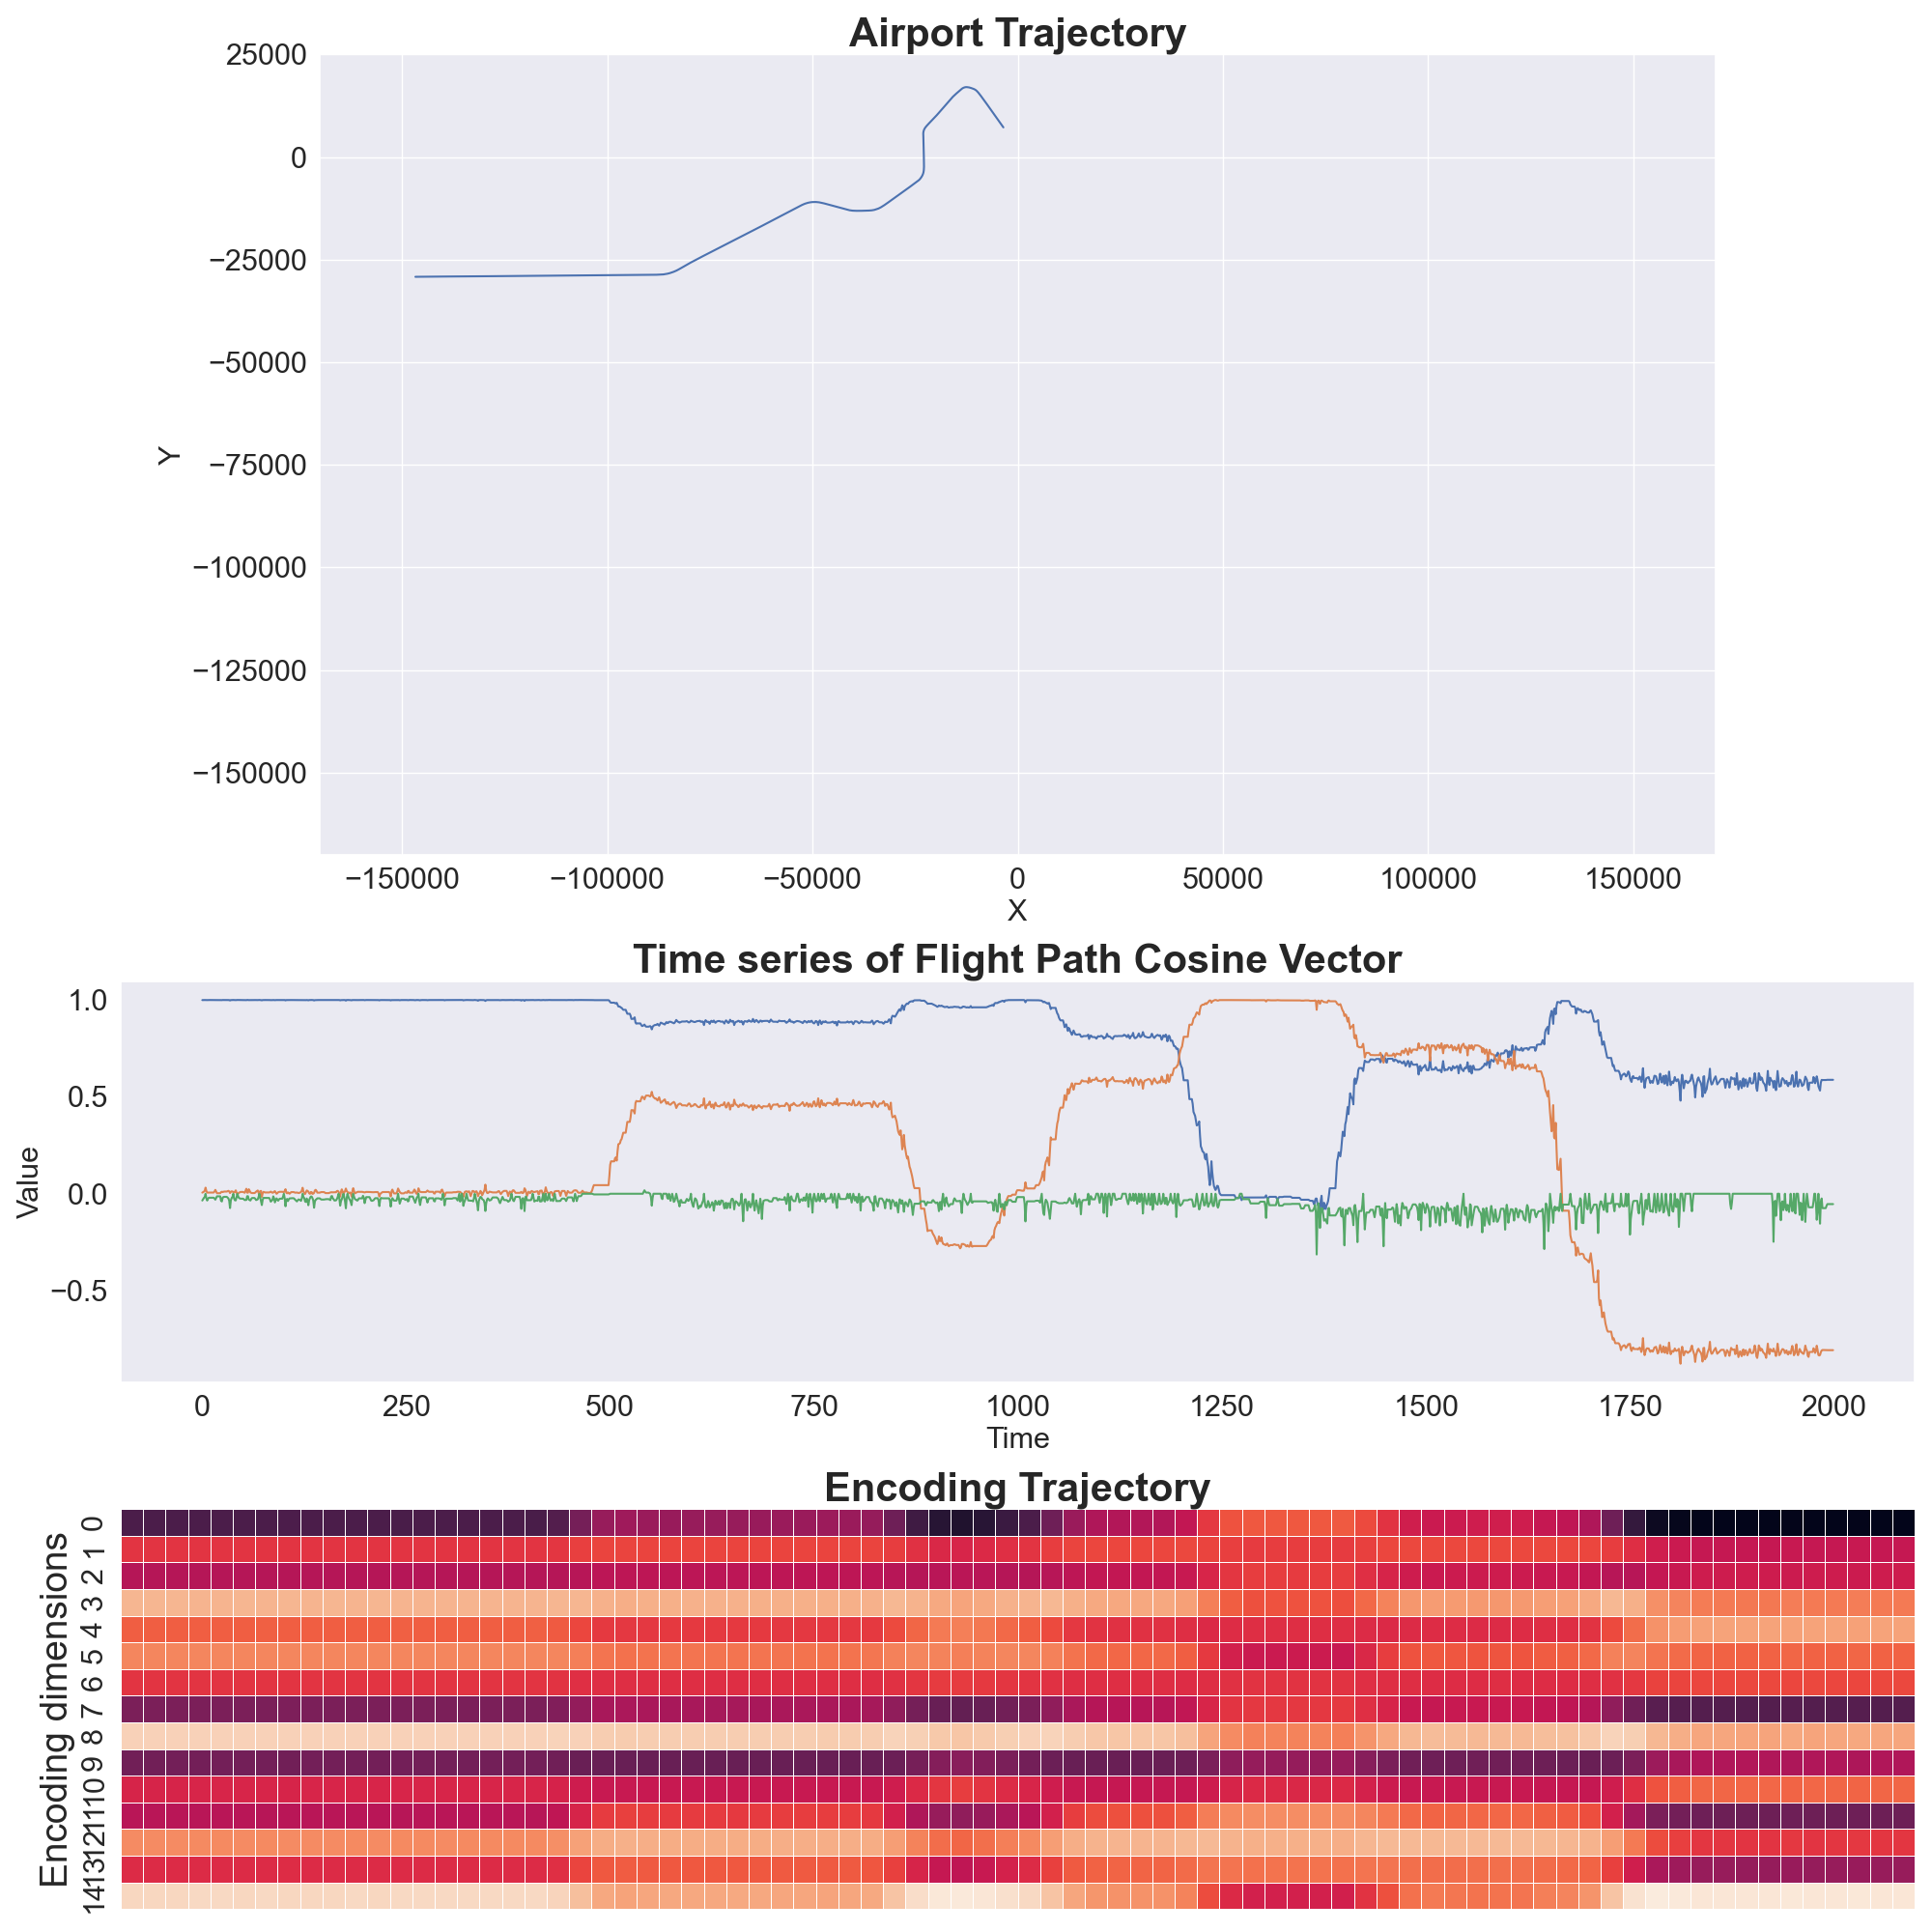 Airport Trajectory
25000
0
−25000
−50000
−75000
−100000
−125000
−150000
Y
−150000 −100000 −50000 0 50000 100000 150000
X
Time series of Flight Path Cosine Vector
1.0
0.5
0.0
−0.5
Value
0 250 500 750 1000 1250 1500 1750 2000
Time
Encoding Trajectory
Encoding dimensions
0
1
2
3
4
5
6
7
8
9
10
11
12
13
14